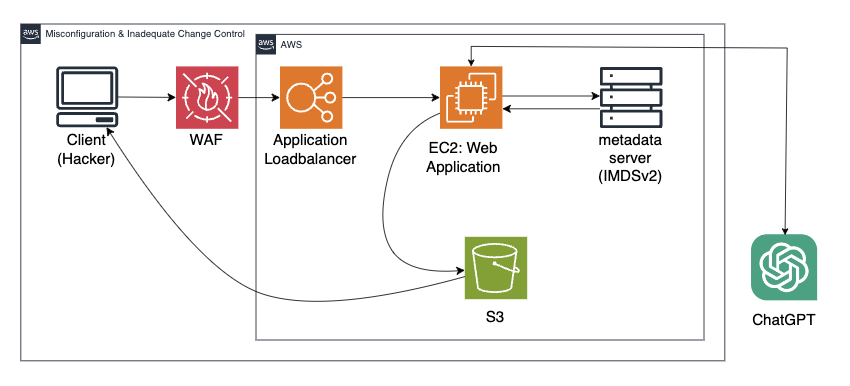 aws
Misconfiguration & Inadequate Change Control
aws
AWS
Client
(Hacker)
WAF
Application
Loadbalancer
EC2: Web
Application
metadata
server
(IMDSv2)
S3
ChatGPT